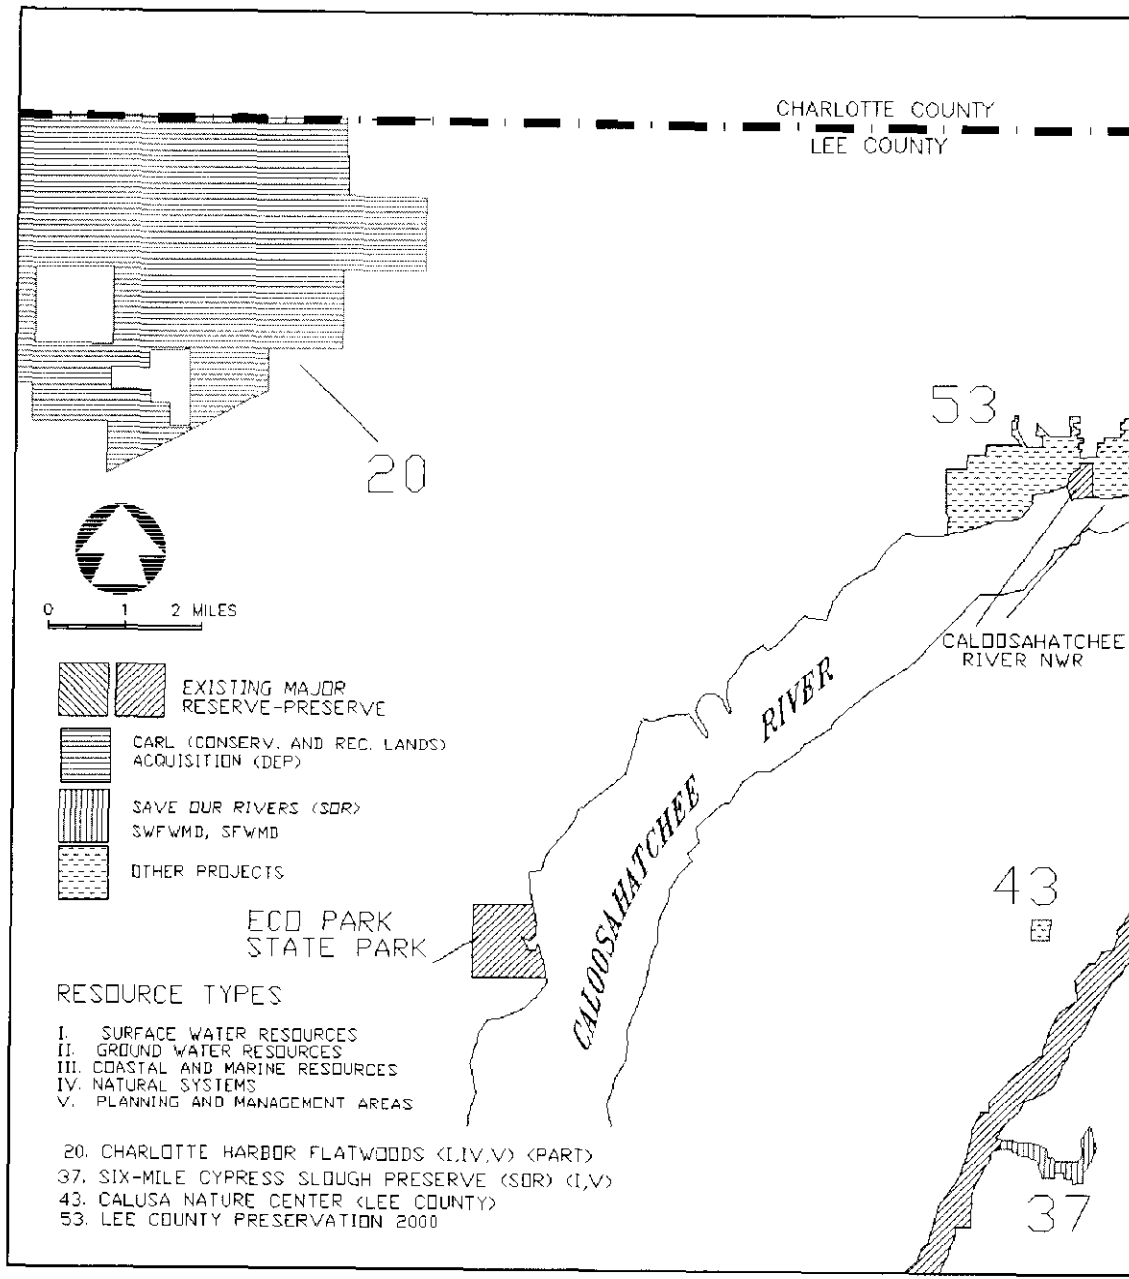 CHARLOTTE COUNTY
LEE COUNTY
53
20
0 1 2 MILES
CALOOSAHATCHEE
RIVER NWR
EXISTING MAJOR
RESERVE-PRESERVE
RIVER
CARL (CONSERV. AND REC. LANDS)
ACQUISITION (DEP)
SAVE OUR RIVERS (SOR)
SWFWMD, SFWMD
CALOOSAHATCHEE
OTHER PROJECTS
43
ECO PARK
STATE PARK
RESOURCE TYPES
I. SURFACE WATER RESOURCES
II. GROUND WATER RESOURCES
III. COASTAL AND MARINE RESOURCES
IV. NATURAL SYSTEMS
V. PLANNING AND MANAGEMENT AREAS
20. CHARLOTTE HARBOR FLATWOODS (I,IV,V) (PART)
37. SIX-MILE CYPRESS SLOUGH PRESERVE (SOR) (I,V)
43. CALUSA NATURE CENTER (LEE COUNTY)
53. LEE COUNTY PRESERVATION 2000
37